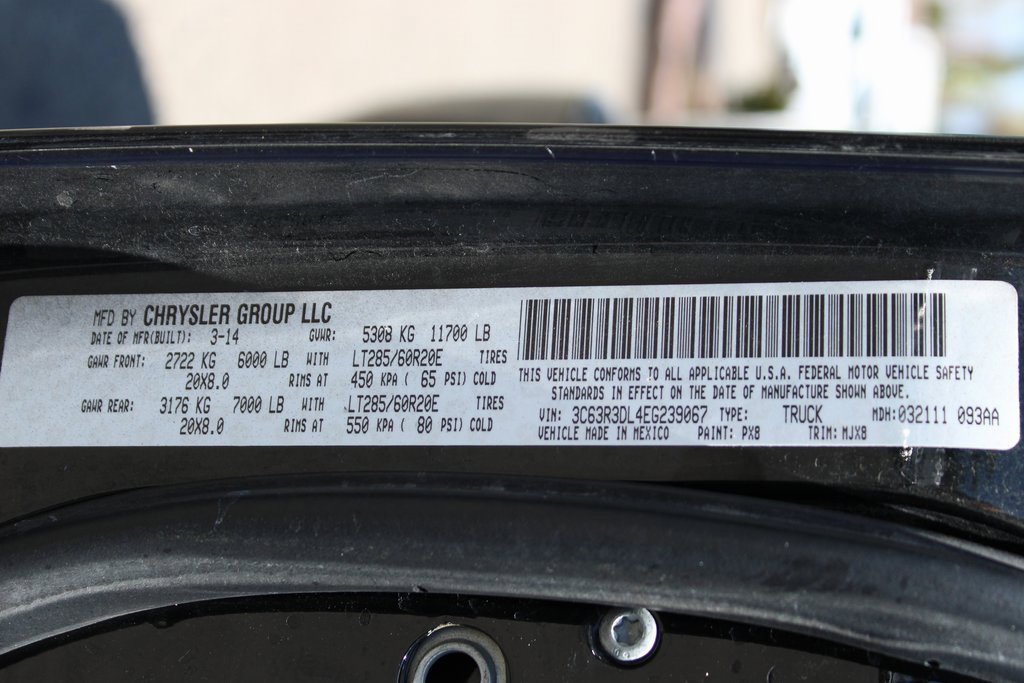 MFD BY CHRYSLER GROUP LLC
DATE OF MFR(BUILT): 3-14 GVWR: 5308 KG 11700 LB
GAWR FRONT: 2722 KG 6000 LB WITH LT285/60R20E TIRES
20X8.0 RIMS AT 450 KPA ( 65 PSI) COLD
GAWR REAR: 3176 KG 7000 LB WITH LT285/60R20E TIRES
20X8.0 RIMS AT 550 KPA ( 80 PSI) COLD
THIS VEHICLE CONFORMS TO ALL APPLICABLE U.S.A. FEDERAL MOTOR VEHICLE SAFETY
STANDARDS IN EFFECT ON THE DATE OF MANUFACTURE SHOWN ABOVE.
VIN: 3C63R3DL4EG239067 TYPE: TRUCK MDH: 032111 093AA
VEHICLE MADE IN MEXICO PAINT: PX8 TRIM: MJX8